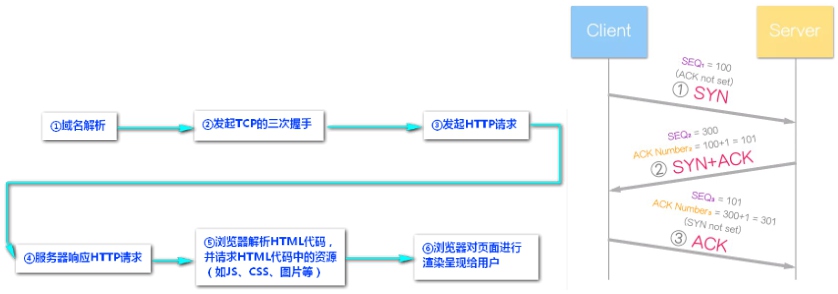 ①域名解析
②发起TCP的三次握手
③发起HTTP请求
④服务器响应HTTP请求
⑤浏览器解析HTML代码，
并请求HTML代码中的资源
（如JS、CSS、图片等）
⑥浏览器对页面进行
渲染呈现给用户
Client
Server
SEQ₁ = 100
(ACK not set)
① SYN
SEQ₂ = 300
ACK Number₂ = 100+1 = 101
② SYN+ACK
SEQ₃ = 101
ACK Number₃ = 300+1 = 301
(SYN not set)
③ ACK